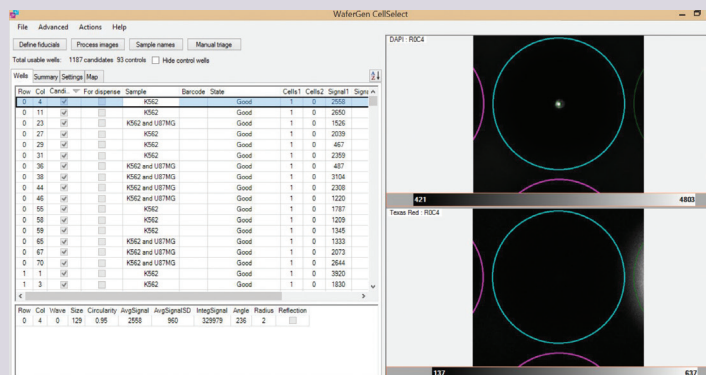 WaferGen CellSelect
File Advanced Actions Help
Define fiducials Process images Sample names Manual triage
Total usable wells: 1187 candidates 93 controls Hide control wells
Wells Summary Settings Map
Row Col Candi... For dispense Sample Barcode State Cells1 Cells2 Signal1 Signa
0 4 K562 Good 1 0 2558
0 11 K562 Good 1 0 2650
0 23 K562 and U87MG Good 1 0 1526
0 27 K562 Good 1 0 2039
0 29 K562 Good 1 0 467
0 31 K562 Good 1 0 2359
0 36 K562 and U87MG Good 1 0 487
0 38 K562 and U87MG Good 1 0 3104
0 44 K562 and U87MG Good 1 0 2308
0 46 K562 and U87MG Good 1 0 1220
0 55 K562 Good 1 0 1787
0 58 K562 Good 1 0 1209
0 59 K562 Good 1 0 1345
0 65 K562 and U87MG Good 1 0 1333
0 67 K562 and U87MG Good 1 0 2073
0 70 K562 and U87MG Good 1 0 2644
1 1 K562 Good 1 0 3920
1 3 K562 Good 1 0 1830
Row Col Wave Size Circularity AvgSignal AvgSignalSD IntegSignal Angle Radius Reflection
0 4 0 129 0.95 2558 960 329979 236 2
DAPI : R0C4
421 4803
Texas Red : R0C4
137 637